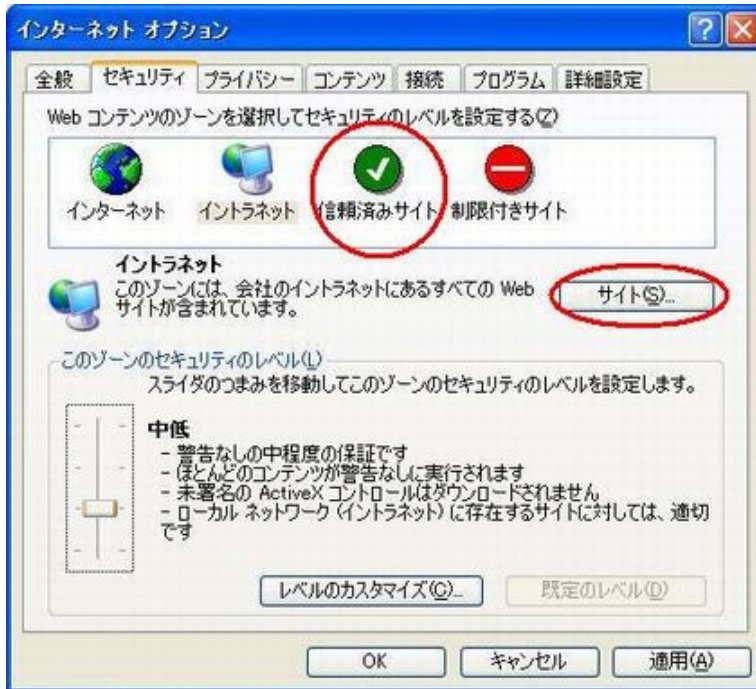 インターネット オプション
全般 セキュリティ プライバシー コンテンツ 接続 プログラム 詳細設定
Web コンテンツのゾーンを選択してセキュリティのレベルを設定する(Z)
インターネット イントラネット 信頼済みサイト 制限付きサイト
イントラネット
このゾーンには、会社のイントラネットにあるすべての Web
サイトが含まれています。
サイト(S)...
このゾーンのセキュリティのレベル(L)
スライダのつまみを移動してこのゾーンのセキュリティのレベルを設定します。
中低
- 警告なしの中程度の保証です
- ほとんどのコンテンツが警告なしに実行されます
- 未署名の ActiveX コントロールはダウンロードされません
- ローカル ネットワーク (イントラネット) に存在するサイトに対しては、適切
です
レベルのカスタマイズ(C)... 既定のレベル(D)
OK キャンセル 適用(A)